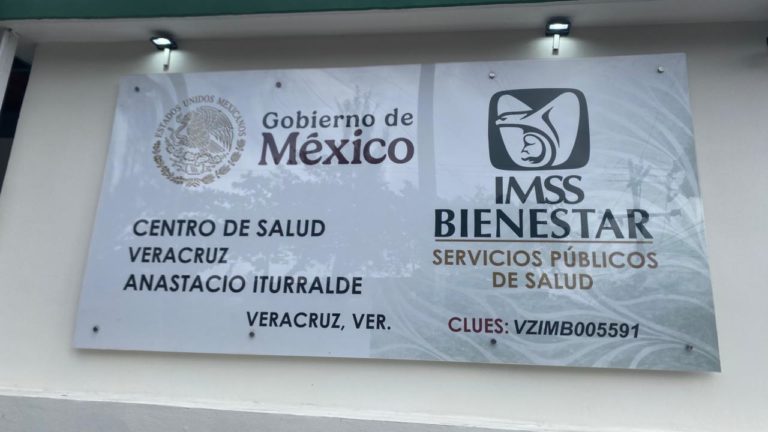 ESTADOS UNIDOS MEXICANOS
Gobierno de
México
CENTRO DE SALUD
VERACRUZ
ANASTACIO ITURRALDE
VERACRUZ, VER.
IMSS
BIENESTAR
SERVICIOS PÚBLICOS
DE SALUD
CLUES: VZIMB005591